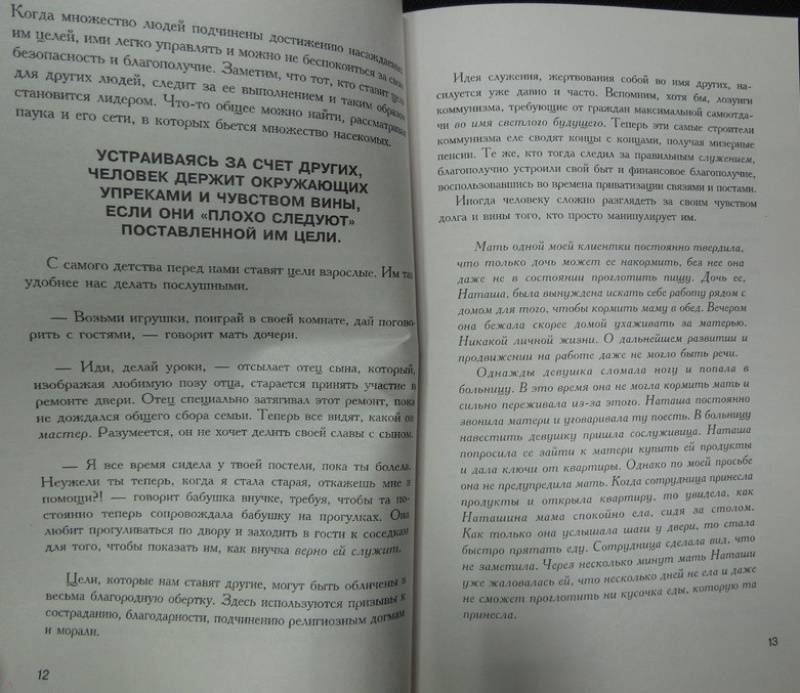 Когда множество людей подчинены достижению насаждаемых
им целей, ими легко управлять и можно не беспокоиться за свою
безопасность и благополучие. Заметим, что тот, кто ставит цели
для других людей, следит за ее выполнением и таким образом
становится лидером. Что-то общее можно найти, рассматривая
паука и его сети, в которых бьется множество насекомых.
УСТРАИВАЯСЬ ЗА СЧЕТ ДРУГИХ,
ЧЕЛОВЕК ДЕРЖИТ ОКРУЖАЮЩИХ
УПРЕКАМИ И ЧУВСТВОМ ВИНЫ,
ЕСЛИ ОНИ «ПЛОХО СЛЕДУЮТ»
ПОСТАВЛЕННОЙ ИМ ЦЕЛИ.
С самого детства перед нами ставят цели взрослые. Им так
удобнее нас делать послушными.
— Возьми игрушки, поиграй в своей комнате, дай погово-
рить с гостями, — говорит мать дочери.
— Иди, делай уроки, — отсылает отец сына, который,
изображая любимую позу отца, старается принять участие в
ремонте двери. Отец специально затягивал этот ремонт, пока
не дождался общего сбора семьи. Теперь все видят, какой он
мастер. Разумеется, он не хочет делить своей славы с сыном.
— Я все время сидела у твоей постели, пока ты болела.
Неужели ты теперь, когда я стала старая, откажешь мне в
помощи?! — говорит бабушка внучке, требуя, чтобы та по-
стоянно теперь сопровождала бабушку на прогулках. Она
любит прогуливаться по двору и заходить в гости к соседкам
для того, чтобы показать им, как внучка верно ей служит.
Цели, которые нам ставят другие, могут быть обличены в
весьма благородную обертку. Здесь используются призывы к
состраданию, благодарности, подчинению религиозным догмам
и морали.
12
Идея служения, жертвования собой во имя других, на-
силуется уже давно и часто. Вспомним, хотя бы, лозунги
коммунизма, требующие от граждан максимальной самоотда-
чи во имя светлого будущего. Теперь эти самые строители
коммунизма еле сводят концы с концами, получая мизерные
пенсии. Те же, кто тогда следил за правильным служением,
благополучно устроили свой быт и финансовое благополучие,
воспользовавшись во времена приватизации связями и постами.
Иногда человеку сложно разглядеть за своим чувством
долга и вины того, кто просто манипулирует им.
Мать одной моей клиентки постоянно твердила,
что только дочь может ее накормить, без нее она
даже не в состоянии проглотить пищу. Дочь ее,
Наташа, была вынуждена искать себе работу рядом с
домом для того, чтобы кормить маму в обед. Вечером
она бежала скорее домой ухаживать за матерью.
Никакой личной жизни. О дальнейшем развитии и
продвижении на работе даже не могло быть речи.
Однажды девушка сломала ногу и попала в
больницу. В это время она не могла кормить мать и
сильно переживала из-за этого. Наташа постоянно
звонила матери и уговаривала ту поесть. В больницу
навестить девушку пришла сослуживица. Наташа
попросила ее зайти к матери купить ей продукты
и дала ключи от квартиры. Однако по моей просьбе
она не предупредила мать. Когда сотрудница принесла
продукты и открыла квартиру, то увидела, как
Наташина мама спокойно ела, сидя за столом.
Как только она услышала шаги у двери, то стала
быстро прятать еду. Сотрудница сделала вид, что
не заметила. Через несколько минут мать Наташи
уже жаловалась ей, что несколько дней не ела и даже
не сможет проглотить ни кусочка еды, которую та
принесла.
13